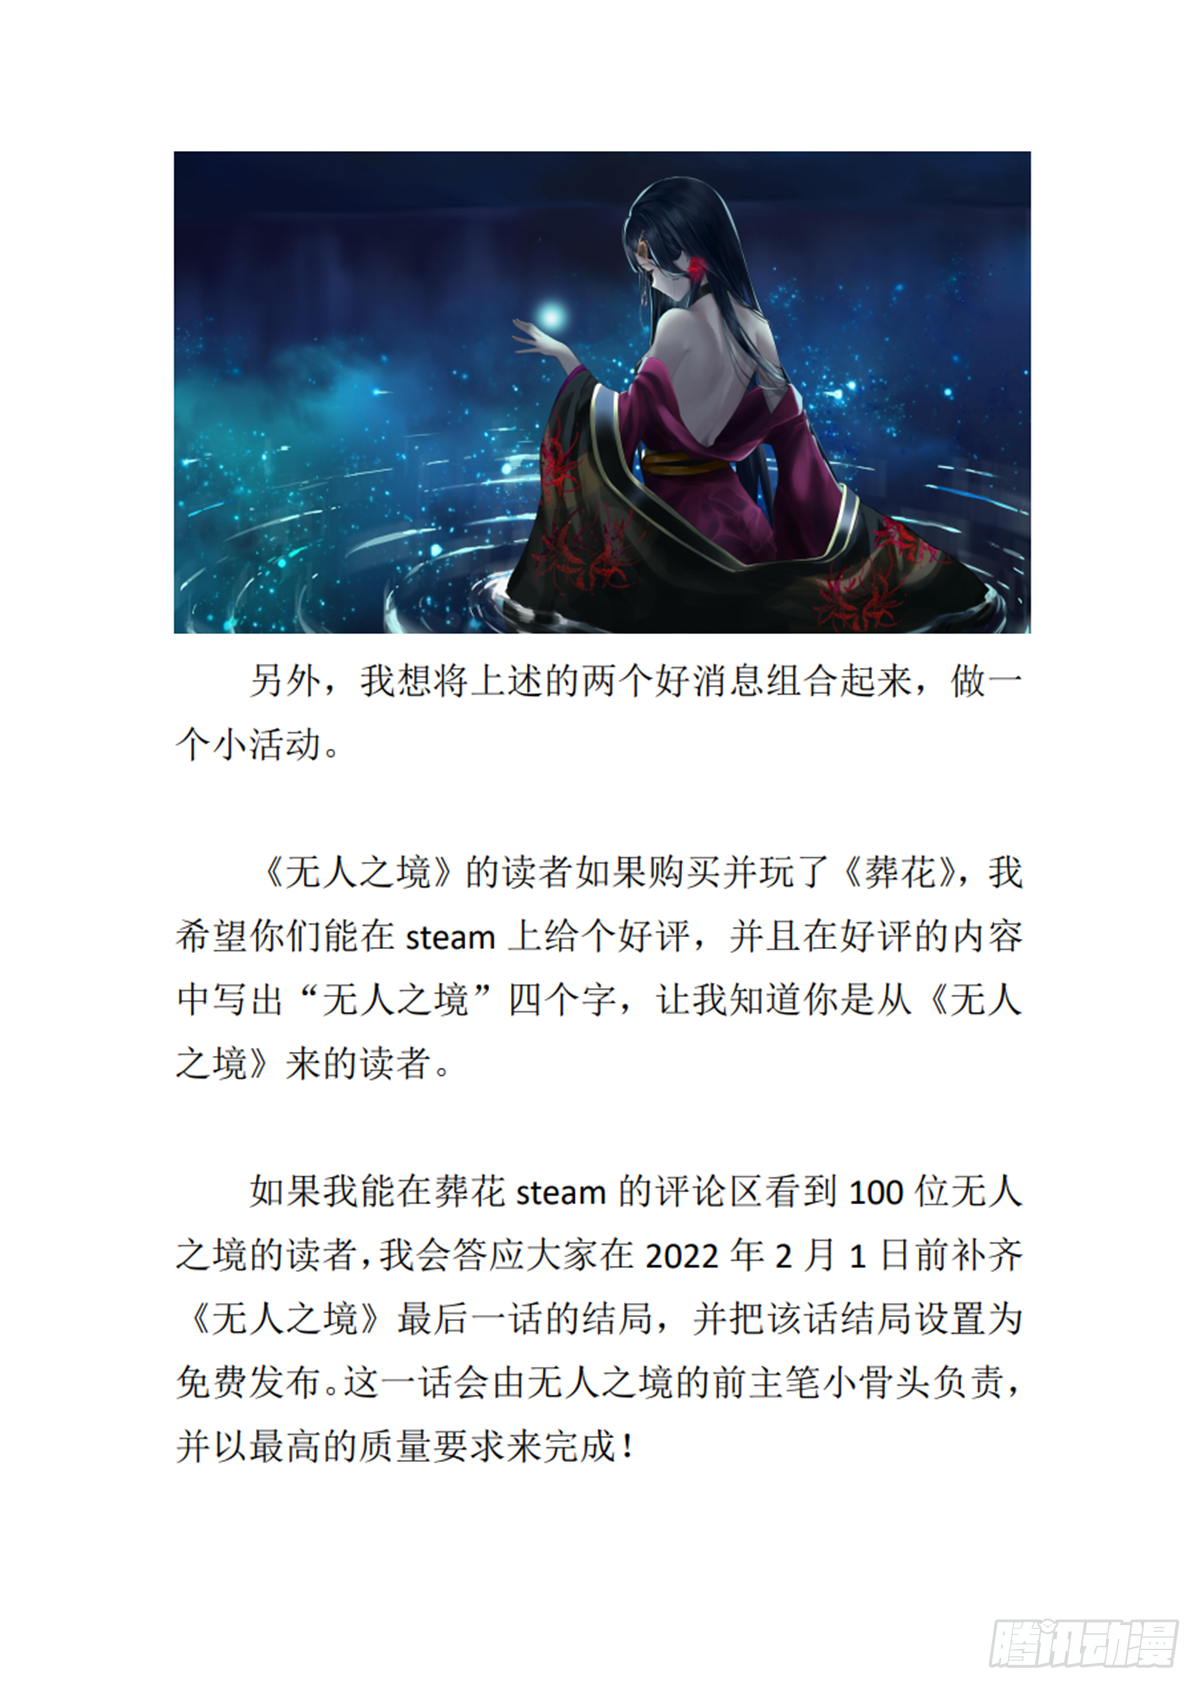 另外，我想将上述的两个好消息组合起来，做一
个小活动。
《无人之境》的读者如果购买并玩了《葬花》，我
希望你们能在 steam 上给个好评，并且在好评的内容
中写出“无人之境”四个字，让我知道你是从《无人
之境》来的读者。
如果我能在葬花 steam 的评论区看到 100 位无人
之境的读者，我会答应大家在 2022 年 2 月 1 日前补齐
《无人之境》最后一话的结局，并把该话结局设置为
免费发布。这一话会由无人之境的前主笔小骨头负责，
并以最高的质量要求来完成！
腾讯动漫